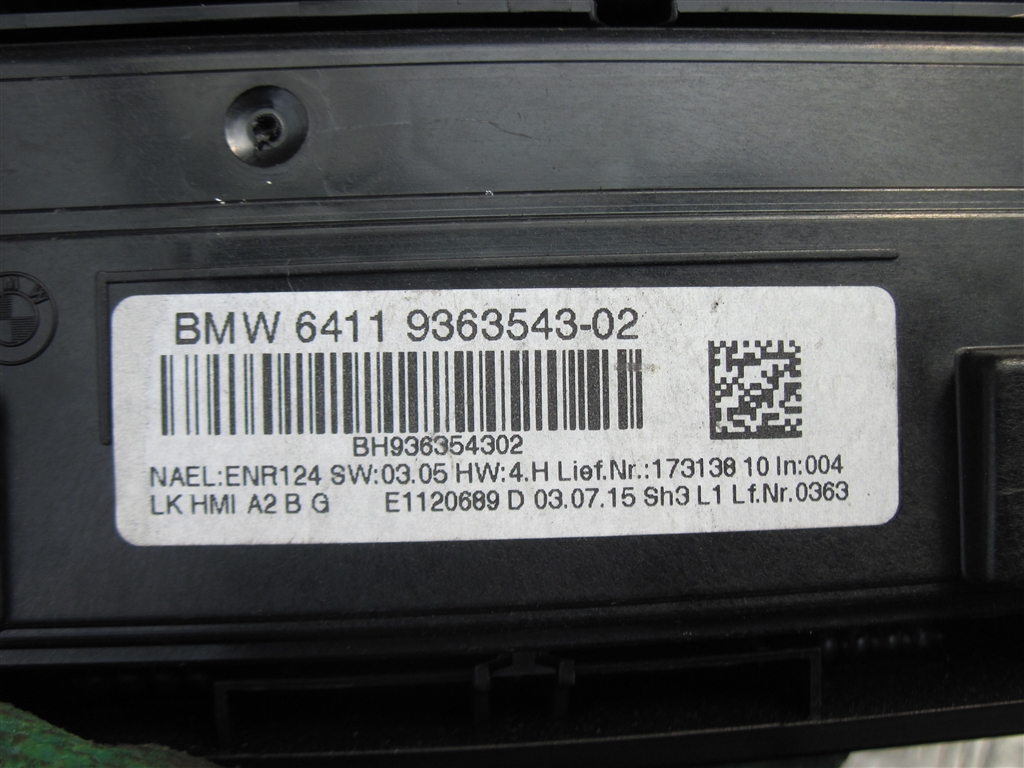 BMW 6411 9363543-02
BH936354302
NAEL:ENR124 SW:03.05 HW:4.H Lief.Nr.:173138 10 In:004
LK HMI A2 B G E1120689 D 03.07.15 Sh3 L1 Lf.Nr.0363
BMW